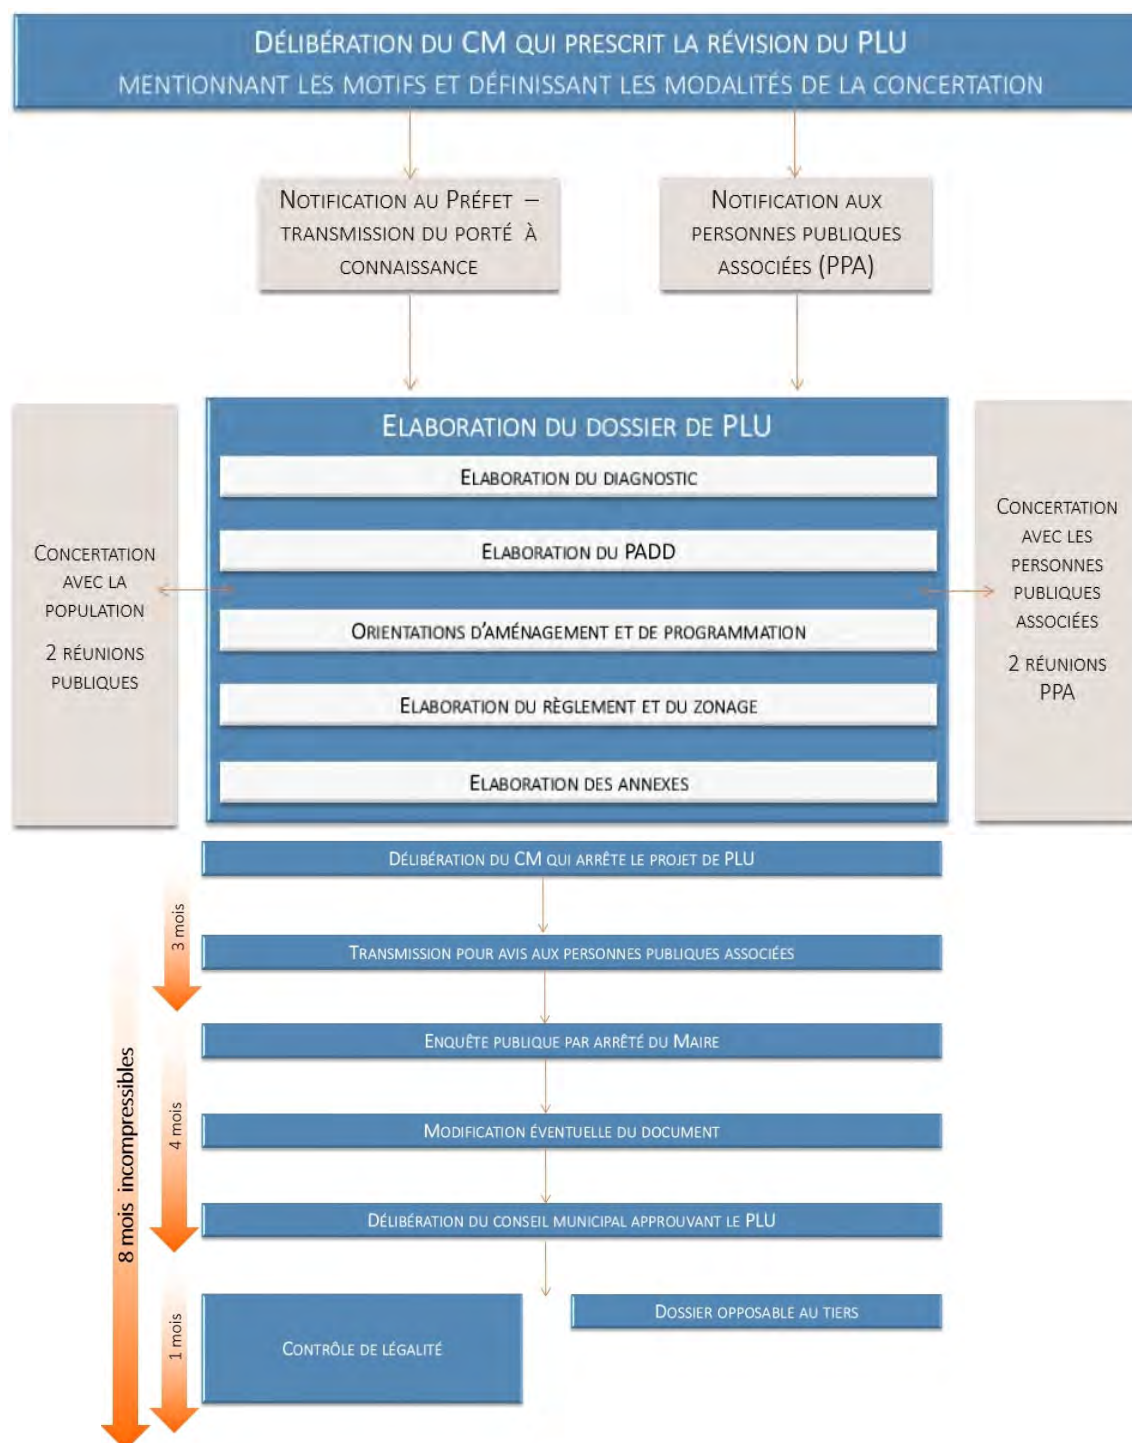 DÉLIBÉRATION DU CM QUI PRESCRIT LA RÉVISION DU PLU
MENTIONNANT LES MOTIFS ET DÉFINISSANT LES MODALITÉS DE LA CONCERTATION
NOTIFICATION AU PRÉFET –
TRANSMISSION DU PORTÉ À
CONNAISSANCE
NOTIFICATION AUX
PERSONNES PUBLIQUES
ASSOCIÉES (PPA)
ELABORATION DU DOSSIER DE PLU
ELABORATION DU DIAGNOSTIC
ELABORATION DU PADD
ORIENTATIONS D'AMÉNAGEMENT ET DE PROGRAMMATION
ELABORATION DU RÈGLEMENT ET DU ZONAGE
ELABORATION DES ANNEXES
CONCERTATION
AVEC LA
POPULATION
2 RÉUNIONS
PUBLIQUES
CONCERTATION
AVEC LES
PERSONNES
PUBLIQUES
ASSOCIÉES
2 RÉUNIONS
PPA
DÉLIBÉRATION DU CM QUI ARRÊTE LE PROJET DE PLU
TRANSMISSION POUR AVIS AUX PERSONNES PUBLIQUES ASSOCIÉES
ENQUÊTE PUBLIQUE PAR ARRÊTÉ DU MAIRE
MODIFICATION ÉVENTUELLE DU DOCUMENT
DÉLIBÉRATION DU CONSEIL MUNICIPAL APPROUVANT LE PLU
CONTRÔLE DE LÉGALITÉ
DOSSIER OPPOSABLE AU TIERS
8 mois incompressibles
3 mois
4 mois
1 mois